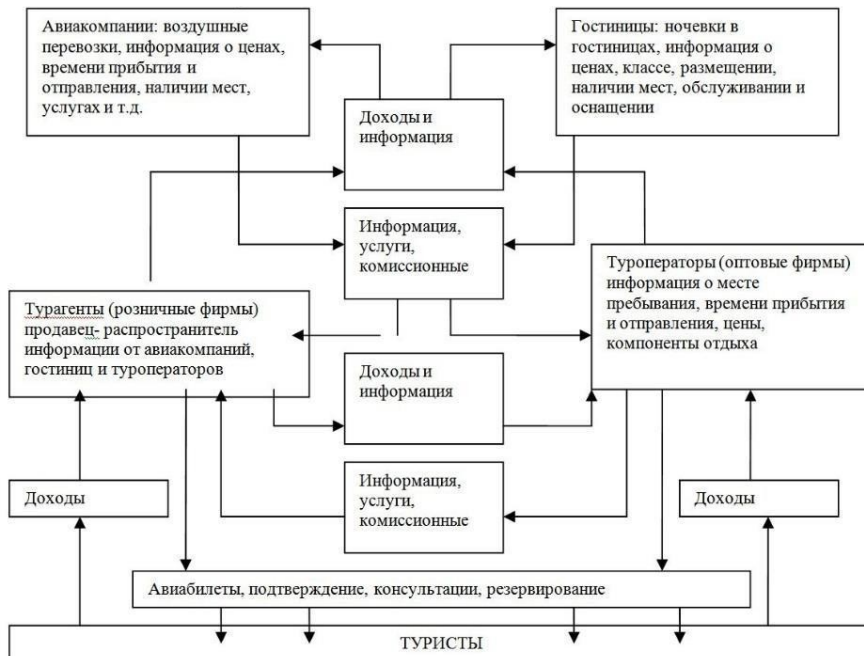 Авиакомпании: воздушные
перевозки, информация о ценах,
времени прибытия и
отправления, наличии мест,
услугах и т.д.
Гостиницы: ночевки в
гостиницах, информация о
ценах, классе, размещении,
наличии мест, обслуживании и
оснащении
Доходы и
информация
Информация,
услуги,
комиссионные
Турагенты (розничные фирмы)
продавец- распространитель
информации от авиакомпаний,
гостиниц и туроператоров
Туроператоры (оптовые фирмы)
информация о месте
пребывания, времени прибытия
и отправления, цены,
компоненты отдыха
Доходы и
информация
Информация,
услуги,
комиссионные
Доходы
Доходы
Авиабилеты, подтверждение, консультации, резервирование
ТУРИСТЫ